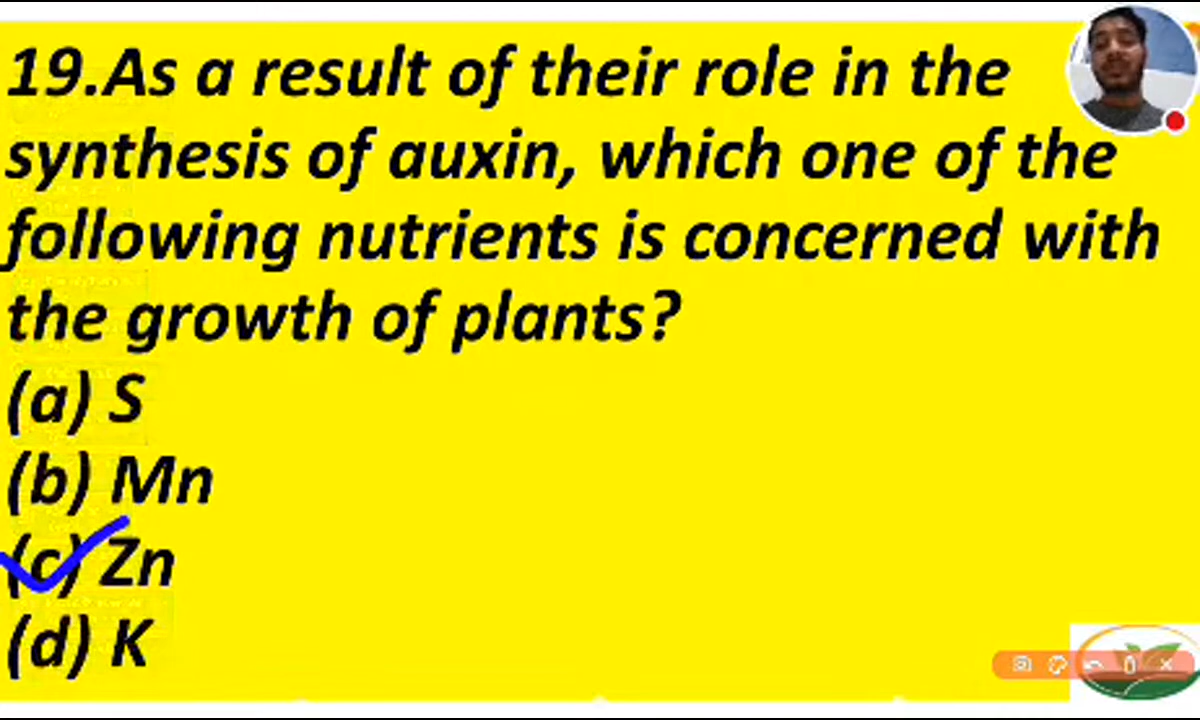 19.As a result of their role in the
synthesis of auxin, which one of the
following nutrients is concerned with
the growth of plants?
(a) S
(b) Mn
(c) Zn
(d) K